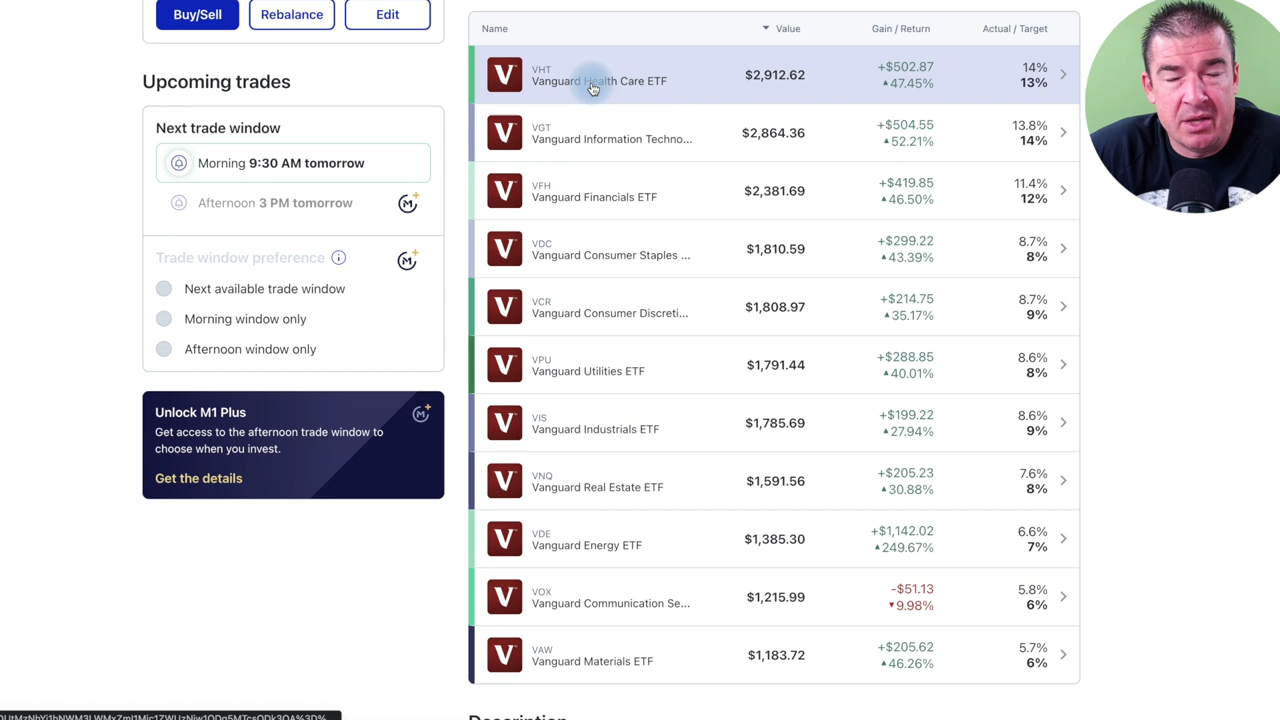 Buy/Sell
Rebalance
Edit
Upcoming trades
Next trade window
Morning 9:30 AM tomorrow
Afternoon 3 PM tomorrow
Trade window preference
Next available trade window
Morning window only
Afternoon window only
Unlock M1 Plus
Get access to the afternoon trade window to
choose when you invest.
Get the details
Name Value Gain / Return Actual / Target
VHT
Vanguard Health Care ETF
$2,912.62
+$502.87
47.45%
14%
13%
VGT
Vanguard Information Techno...
$2,864.36
+$504.55
52.21%
13.8%
14%
VFH
Vanguard Financials ETF
$2,381.69
+$419.85
46.50%
11.4%
12%
VDC
Vanguard Consumer Staples ...
$1,810.59
+$299.22
43.39%
8.7%
8%
VCR
Vanguard Consumer Discreti...
$1,808.97
+$214.75
35.17%
8.7%
9%
VPU
Vanguard Utilities ETF
$1,791.44
+$288.85
40.01%
8.6%
8%
VIS
Vanguard Industrials ETF
$1,785.69
+$199.22
27.94%
8.6%
9%
VNQ
Vanguard Real Estate ETF
$1,591.56
+$205.23
30.88%
7.6%
8%
VDE
Vanguard Energy ETF
$1,385.30
+$1,142.02
249.67%
6.6%
7%
VOX
Vanguard Communication Se...
$1,215.99
-$51.13
9.98%
5.8%
6%
VAW
Vanguard Materials ETF
$1,183.72
+$205.62
46.26%
5.7%
6%
Description